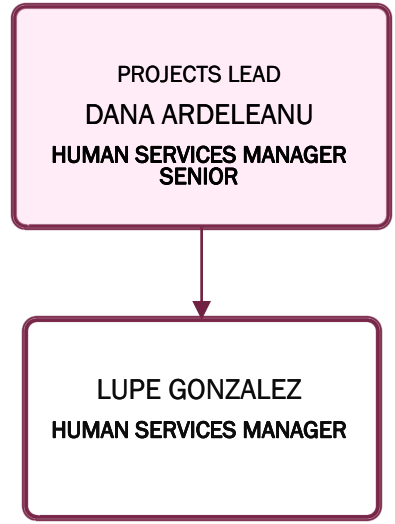 PROJECTS LEAD
DANA ARDELEANU
HUMAN SERVICES MANAGER
SENIOR
LUPE GONZALEZ
HUMAN SERVICES MANAGER